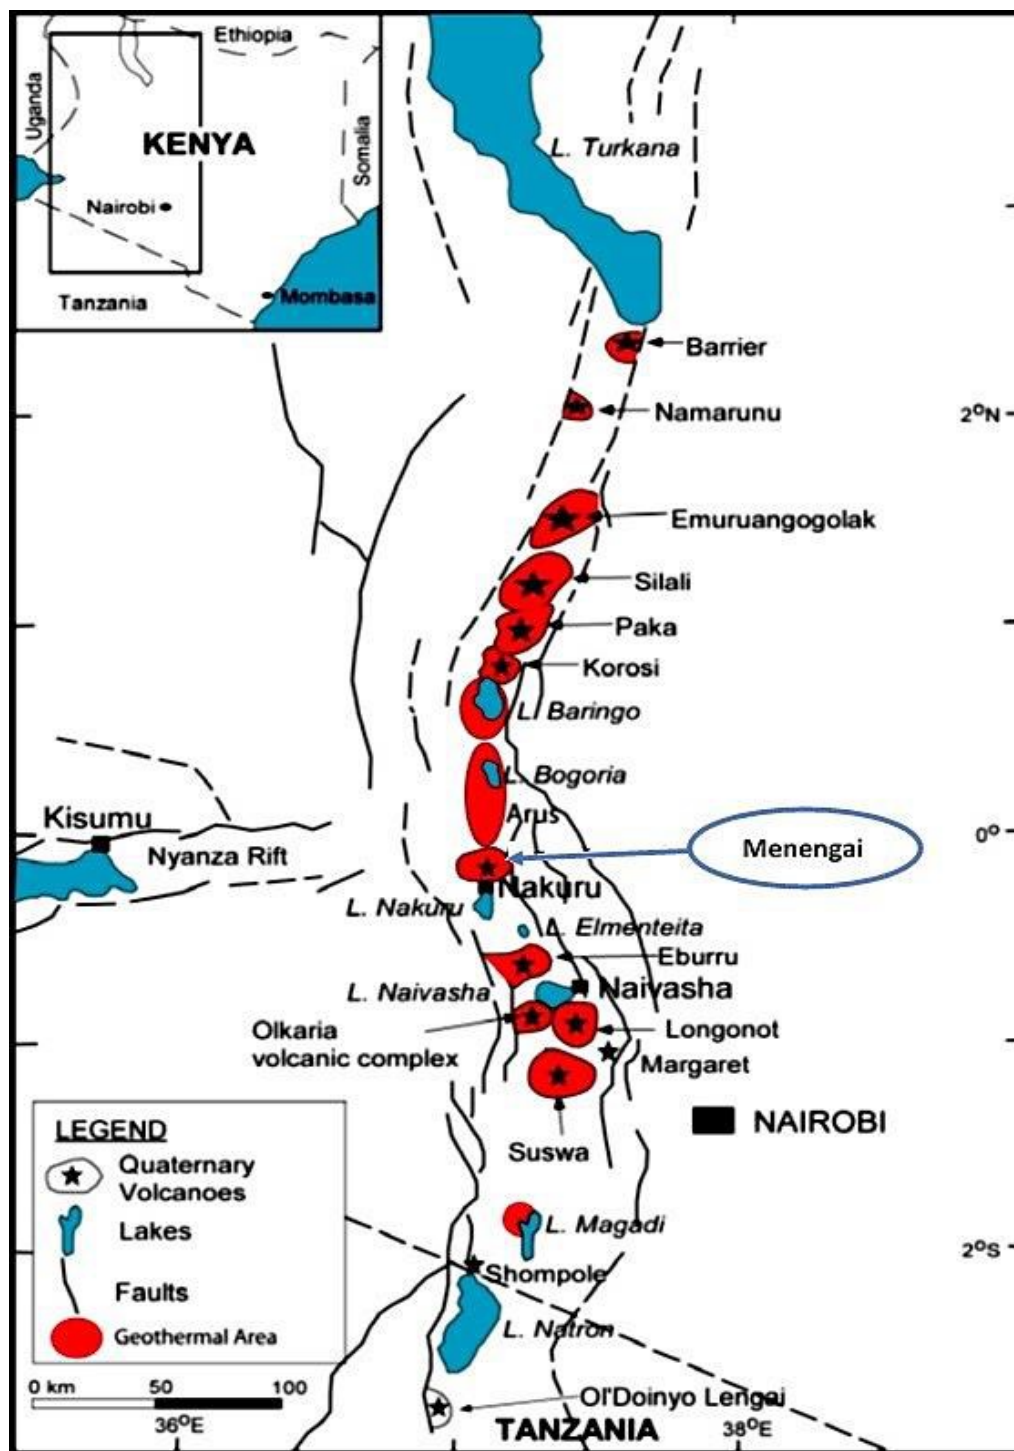 Ethiopia
Uganda
KENYA
Somalia
Nairobi
Tanzania
Mombasa
L. Turkana
Barrier
Namarunu
2°N
Emuruangogolak
Silali
Paka
Korosi
L. Baringo
L. Bogoria
Arus
Kisumu
Nyanza Rift
0°
Menengai
Nakuru
L. Nakuru
L. Elmenteita
Eburru
L. Naivasha
Naivasha
Olkaria
volcanic complex
Longonot
Margaret
NAIROBI
Suswa
LEGEND
Quaternary
Volcanoes
Lakes
Faults
Geothermal Area
L. Magadi
2°S
Shompole
L. Natron
0 km 50 100
Ol'Doinyo Lengai
36°E
TANZANIA
38°E